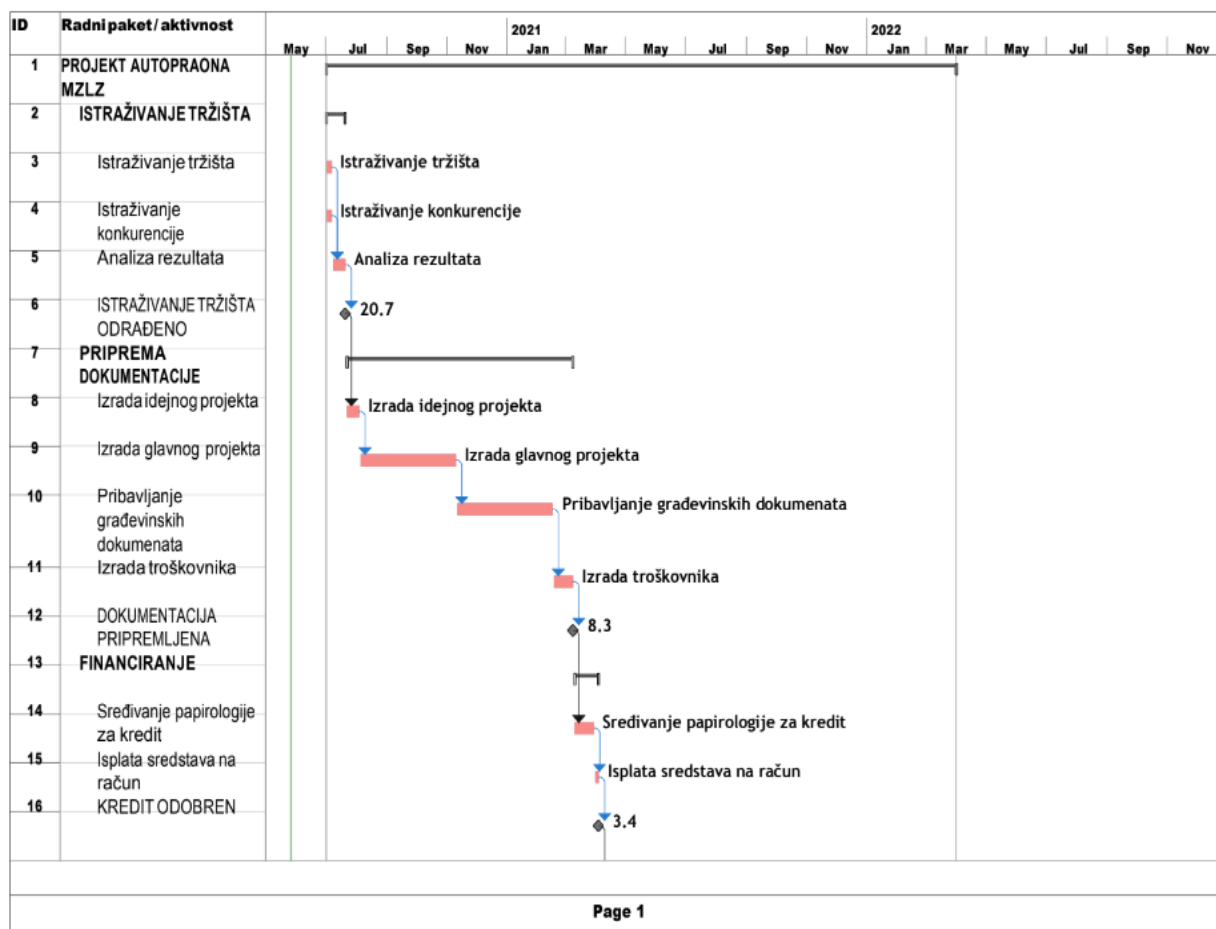 ID Radni paket / aktivnost
2021 2022
May Jul Sep Nov Jan Mar May Jul Sep Nov Jan Mar May Jul Sep Nov
1 PROJEKT AUTOPRAONA
MZLZ
2 ISTRAŽIVANJE TRŽIŠTA
3 Istraživanje tržišta Istraživanje tržišta
4 Istraživanje Istraživanje konkurencije
konkurencije
5 Analiza rezultata Analiza rezultata
6 ISTRAŽIVANJE TRŽIŠTA 20.7
ODRAĐENO
7 PRIPREMA
DOKUMENTACIJE
8 Izrada idejnog projekta Izrada idejnog projekta
9 Izrada glavnog projekta Izrada glavnog projekta
10 Pribavljanje Pribavljanje građevinskih dokumenata
građevinskih
dokumenata
11 Izrada troškovnika Izrada troškovnika
12 DOKUMENTACIJA 8.3
PRIPREMLJENA
13 FINANCIRANJE
14 Sređivanje papirologije Sređivanje papirologije za kredit
za kredit
15 Isplata sredstava na Isplata sredstava na račun
račun
16 KREDIT ODOBREN 3.4
Page 1